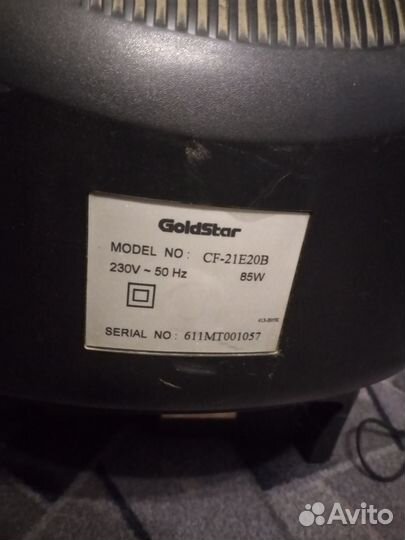 GoldStar
MODEL NO : CF-21E20B
230V ~ 50 Hz 85W
SERIAL NO : 611MT001057
Avito